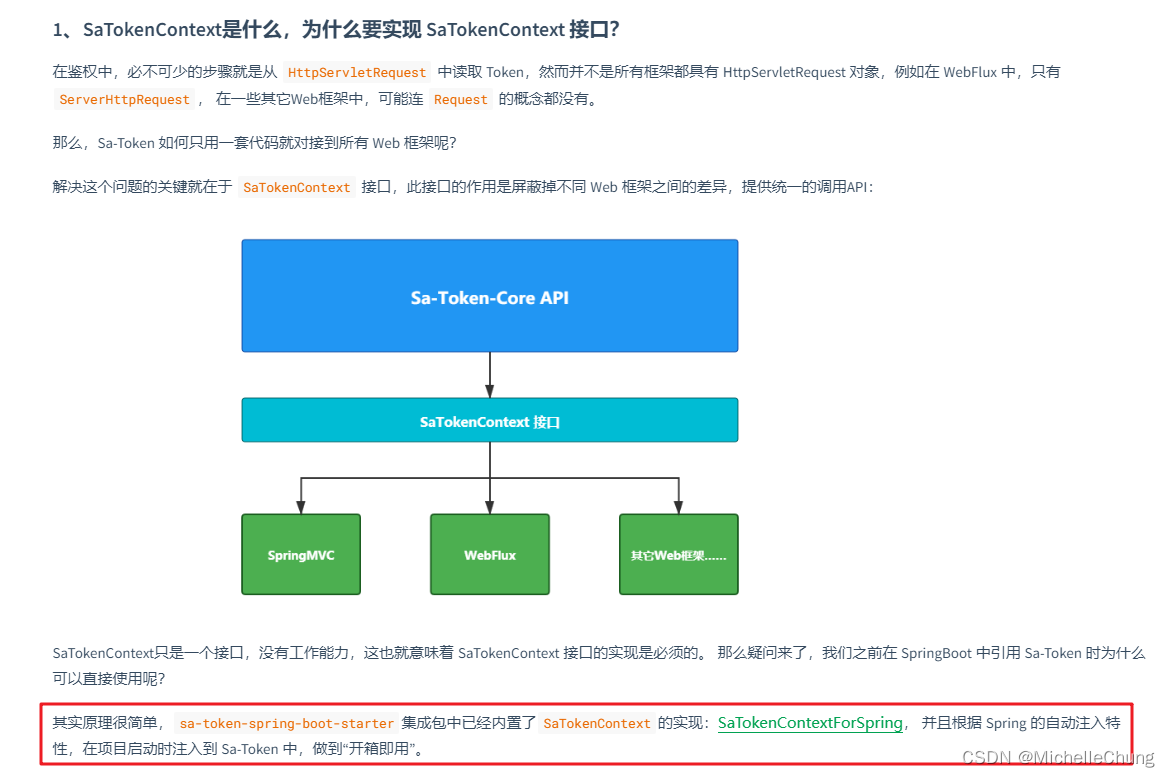 1、SaTokenContext是什么，为什么要实现 SaTokenContext 接口？
在鉴权中，必不可少的步骤就是从 HttpServletRequest 中读取 Token，然而并不是所有框架都具有 HttpServletRequest 对象，例如在 WebFlux 中，只有
ServerHttpRequest ， 在一些其它Web框架中，可能连 Request 的概念都没有。
那么，Sa-Token 如何只用一套代码就对接到所有 Web 框架呢？
解决这个问题的关键就在于 SaTokenContext 接口，此接口的作用是屏蔽掉不同 Web 框架之间的差异，提供统一的调用API：
Sa-Token-Core API
SaTokenContext 接口
SpringMVC
WebFlux
其它Web框架......
SaTokenContext只是一个接口，没有工作能力，这也就意味着 SaTokenContext 接口的实现是必须的。 那么疑问来了，我们之前在 SpringBoot 中引用 Sa-Token 时为什么
可以直接使用呢？
其实原理很简单， sa-token-spring-boot-starter 集成包中已经内置了 SaTokenContext 的实现：SaTokenContextForSpring， 并且根据 Spring 的自动注入特
性，在项目启动时注入到 Sa-Token 中，做到“开箱即用”。
CSDN @MichelleChung